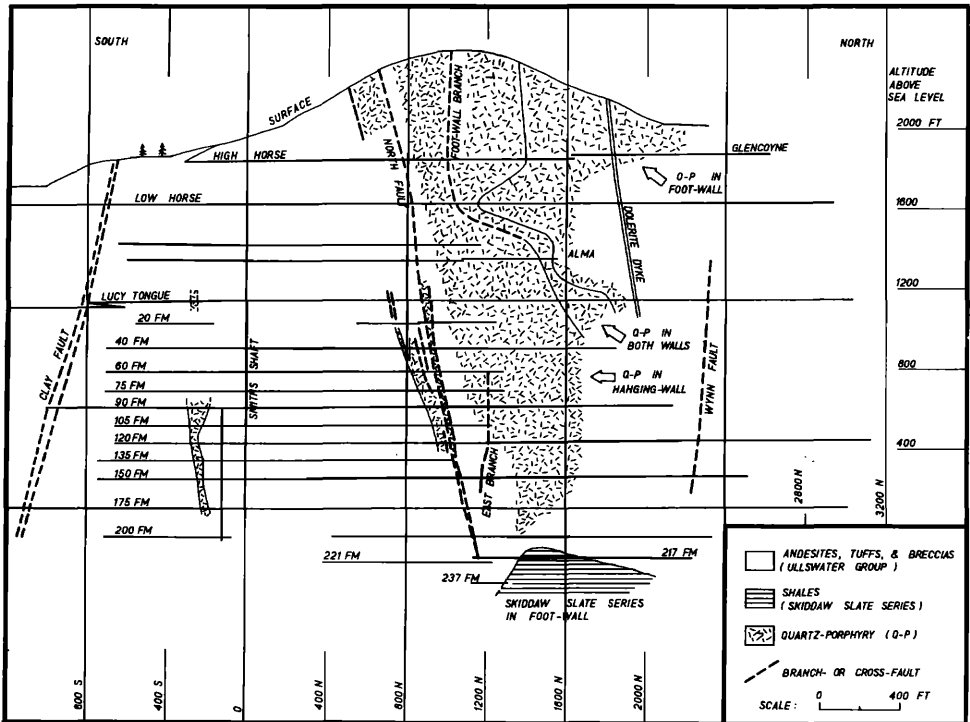 SOUTH
NORTH
ALTITUDE
ABOVE
SEA LEVEL
2000 FT
1600
1200
800
400
SURFACE
HIGH HORSE
GLENCOYNE
LOW HORSE
NORTH FAULT
FOOT-WALL BRANCH
Q-P IN
FOOT-WALL
DOLERITE DYKE
ALMA
LUCY TONGUE
20 FM
40 FM
60 FM
75 FM
90 FM
105 FM
120 FM
135 FM
150 FM
175 FM
200 FM
221 FM
217 FM
237 FM
CLAY FAULT
SMITHS SHAFT
Q-P IN
BOTH WALLS
Q-P IN
HANGING-WALL
WYNN FAULT
EAST BRANCH
SKIDDAW SLATE SERIES
IN FOOT-WALL
800 S
400 S
0
400 N
800 N
1200 N
1600 N
2000 N
2800 N
3200 N
ANDESITES, TUFFS, & BRECCIAS
(ULLSWATER GROUP)
SHALES
(SKIDDAW SLATE SERIES)
QUARTZ-PORPHYRY (Q-P)
BRANCH- OR CROSS-FAULT
SCALE: 0 400 FT